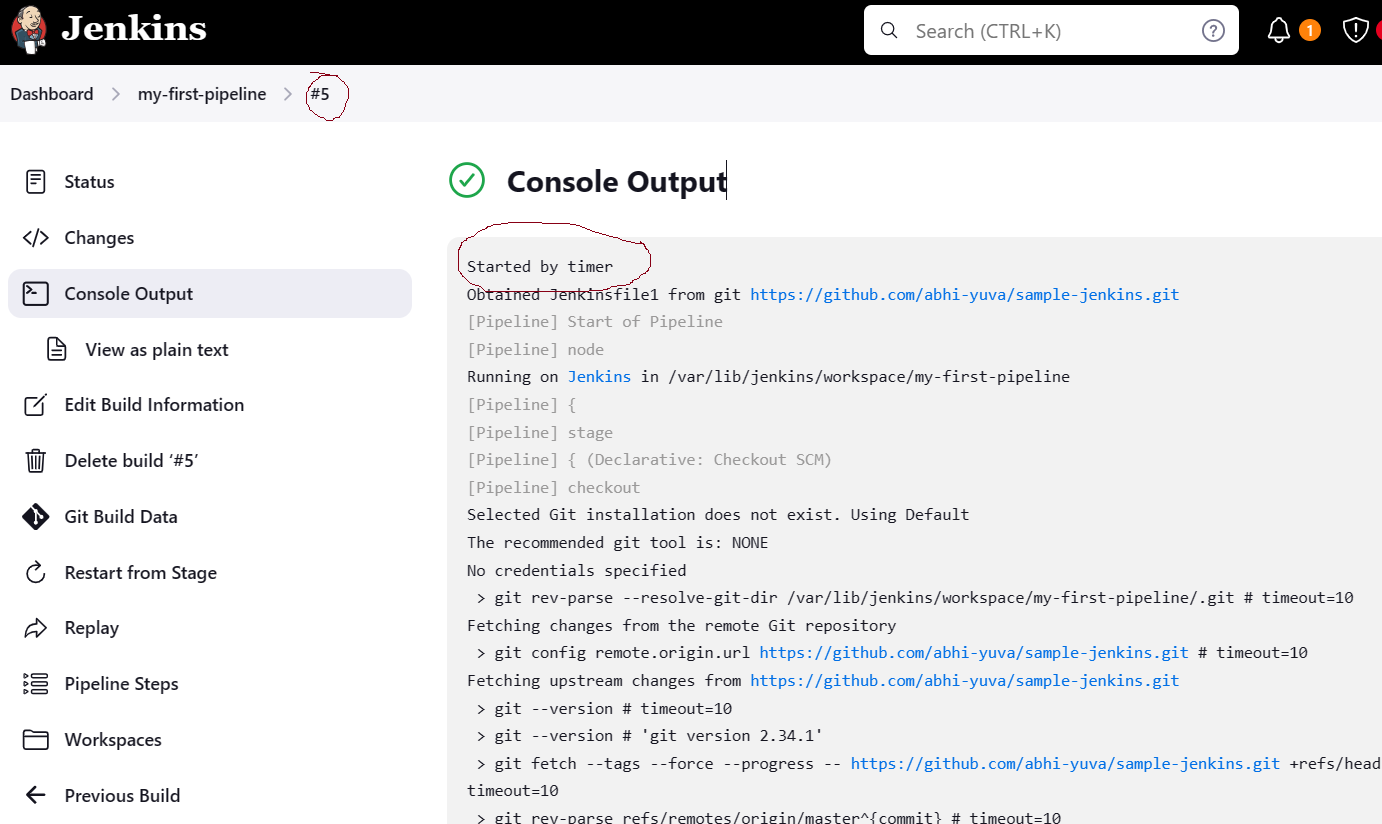 Jenkins
Search (CTRL+K)
?
1
Dashboard
my-first-pipeline
#5
Status
Changes
Console Output
View as plain text
Edit Build Information
Delete build ‘#5’
Git Build Data
Restart from Stage
Replay
Pipeline Steps
Workspaces
Previous Build
Console Output
Started by timer
Obtained Jenkinsfile1 from git https://github.com/abhi-yuva/sample-jenkins.git
[Pipeline] Start of Pipeline
[Pipeline] node
Running on Jenkins in /var/lib/jenkins/workspace/my-first-pipeline
[Pipeline] {
[Pipeline] stage
[Pipeline] { (Declarative: Checkout SCM)
[Pipeline] checkout
Selected Git installation does not exist. Using Default
The recommended git tool is: NONE
No credentials specified
> git rev-parse --resolve-git-dir /var/lib/jenkins/workspace/my-first-pipeline/.git # timeout=10
Fetching changes from the remote Git repository
> git config remote.origin.url https://github.com/abhi-yuva/sample-jenkins.git # timeout=10
Fetching upstream changes from https://github.com/abhi-yuva/sample-jenkins.git
> git --version # timeout=10
> git --version # 'git version 2.34.1'
> git fetch --tags --force --progress -- https://github.com/abhi-yuva/sample-jenkins.git +refs/head
timeout=10
> git rev-parse refs/remotes/origin/master^{commit} # timeout=10